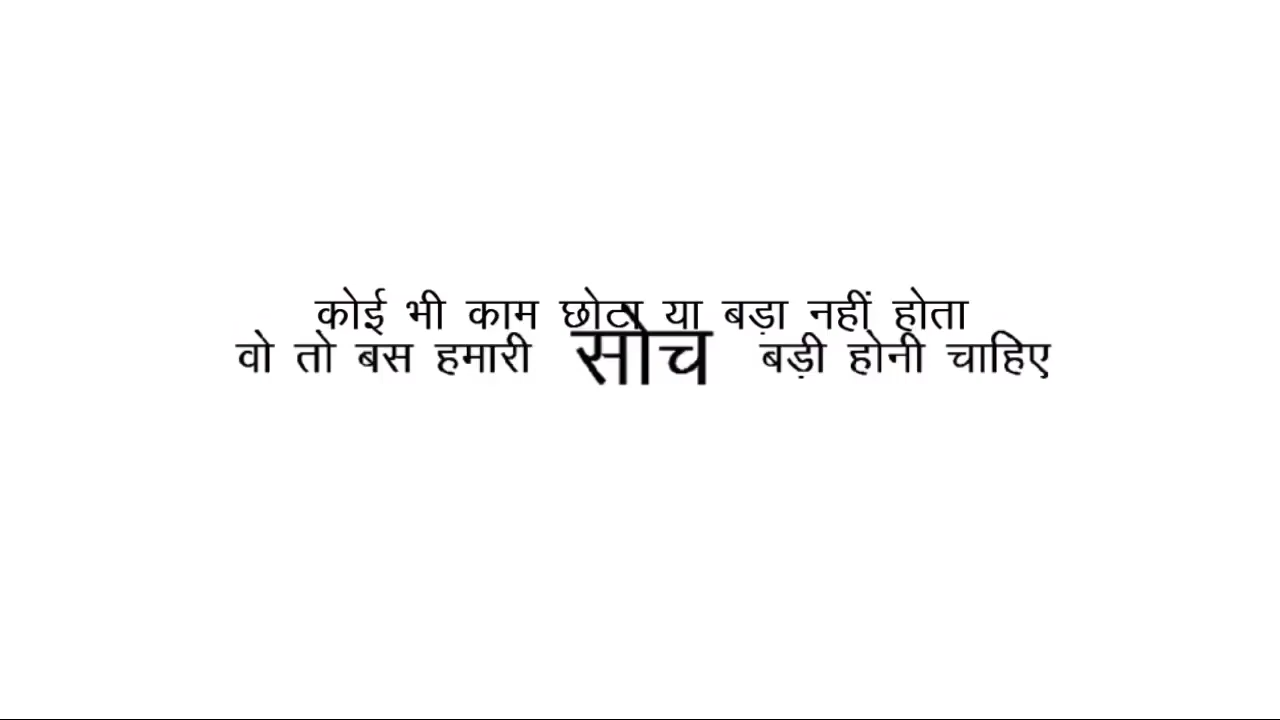 कोई भी काम छोटा या बड़ा नहीं होता
वो तो बस हमारी सोच बड़ी होनी चाहिए